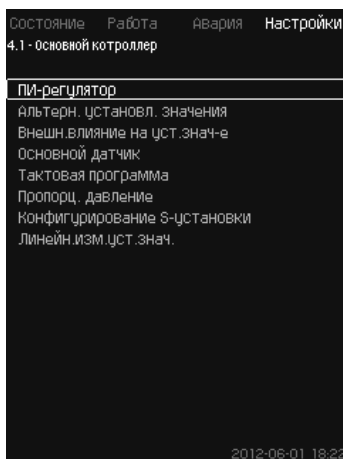 Состояние Работа Авария Настройки
4.1 - Основной котроллер
ПИ-регулятор
Альтерн. установл. значения
Внешн.влияние на уст.знач-е
Основной датчик
Тактовая программа
Пропорц. давление
Конфигурирование S-установки
Линейн.изм.уст.знач.
2012-06-01 18:22